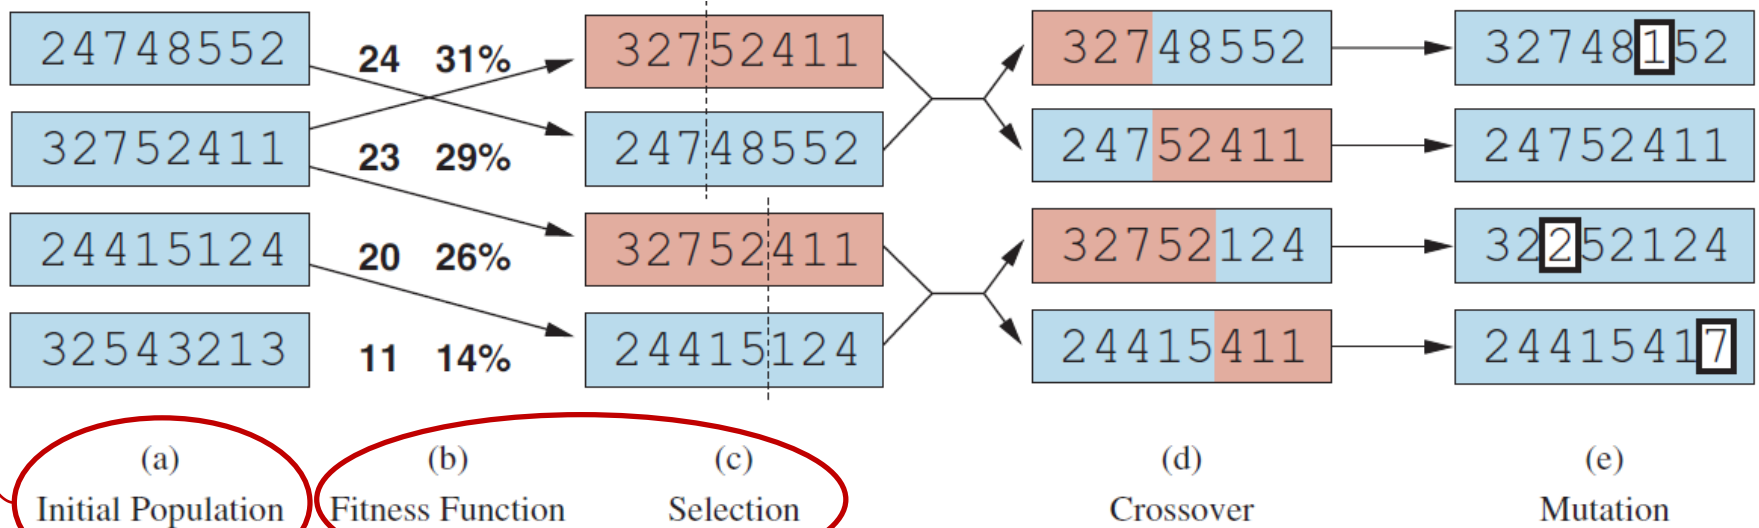 24748552 24 31% 32752411 32748552 32748152
32752411 23 29% 24748552 24752411 24752411
24415124 20 26% 32752411 32752124 32252124
32543213 11 14% 24415124 24415411 24415417
(a) (b) (c) (d) (e)
Initial Population Fitness Function Selection Crossover Mutation